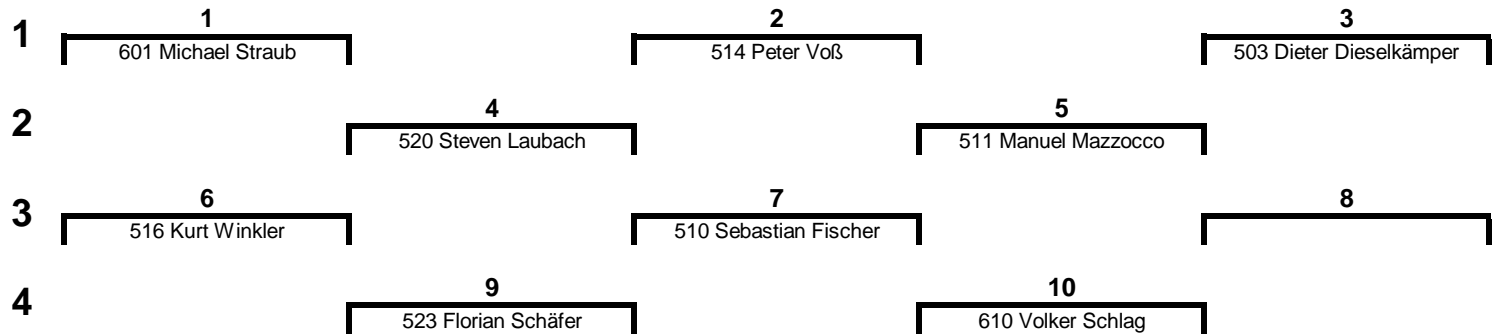 1 2 3
1
601 Michael Straub 514 Peter Voß 503 Dieter Dieselkämper
4 5
2
520 Steven Laubach 511 Manuel Mazzocco
6 7 8
3
516 Kurt Winkler 510 Sebastian Fischer
9 10
4
523 Florian Schäfer 610 Volker Schlag